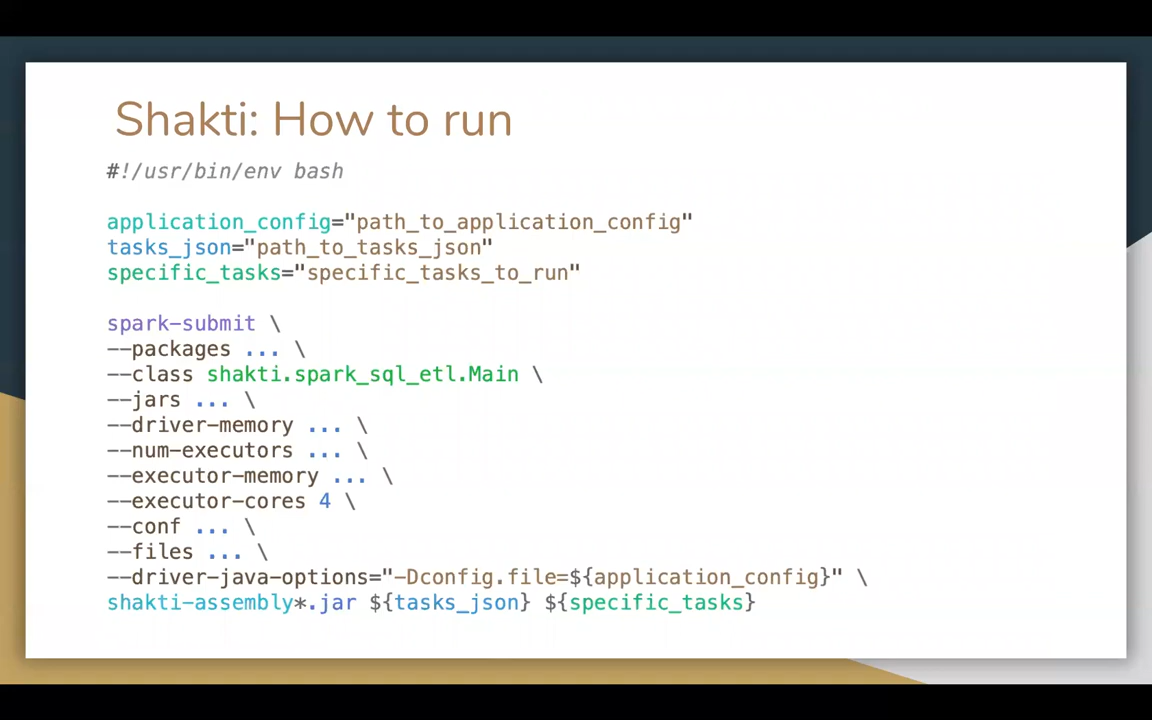 Shakti: How to run
#!/usr/bin/env bash
application_config="path_to_application_config"
tasks_json="path_to_tasks_json"
specific_tasks="specific_tasks_to_run"
spark-submit \
--packages ... \
--class shakti.spark_sql_etl.Main \
--jars ... \
--driver-memory ... \
--num-executors ... \
--executor-memory ... \
--executor-cores 4 \
--conf ... \
--files ... \
--driver-java-options="-Dconfig.file=${application_config}" \
shakti-assembly*.jar ${tasks_json} ${specific_tasks}